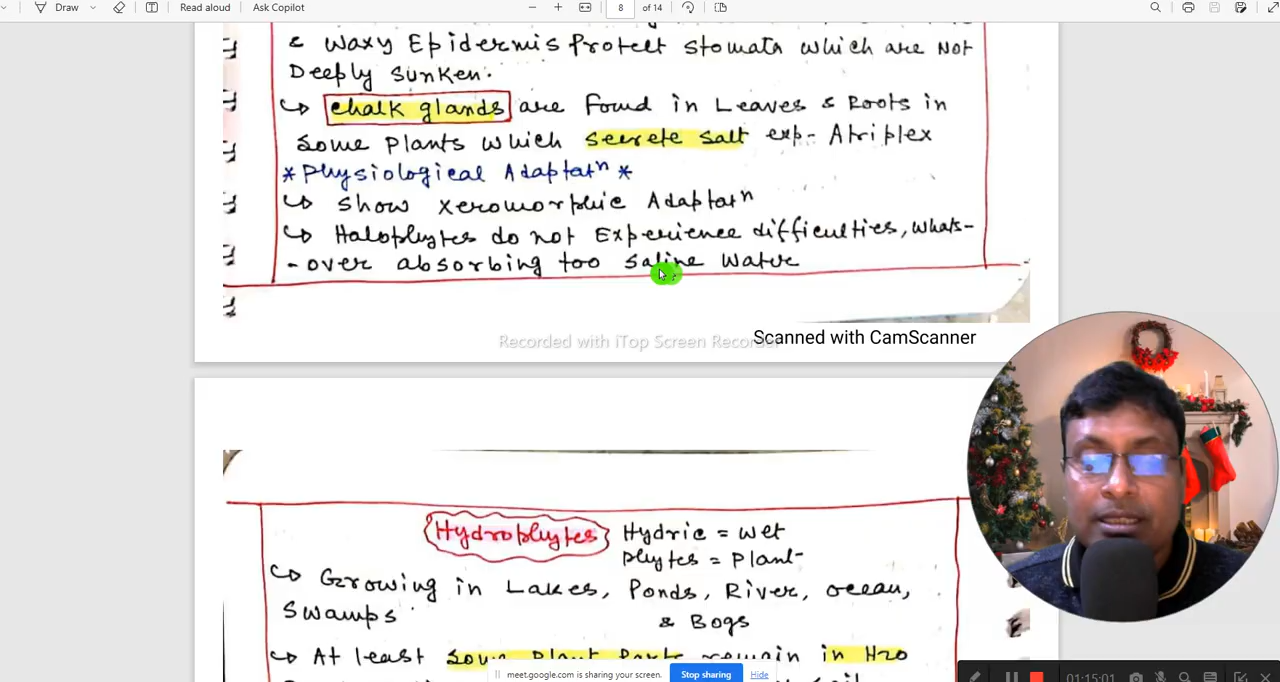 Draw
Read aloud
Ask Copilot
8 of 14
& Waxy Epidermis Protect Stomata which are Not
Deeply Sunken.
↪ chalk glands are found in Leaves & Roots in
some Plants which secrete salt exp- Atriplex
*Physiological Adaptatⁿ*
↪ Show Xeromorphic Adaptatⁿ
↪ Halophytes do not Experience difficulties, whats-
-over absorbing too saline water
Recorded with iTop Screen Recorder
Scanned with CamScanner
Hydrophytes Hydric = wet
Phytes = Plant
↪ Growing in Lakes, Ponds, River, ocean,
Swamps & Bogs
↪ At least some Plant Parts remain in H2O
meet.google.com is sharing your screen.
Stop sharing
Hide
01:15:01